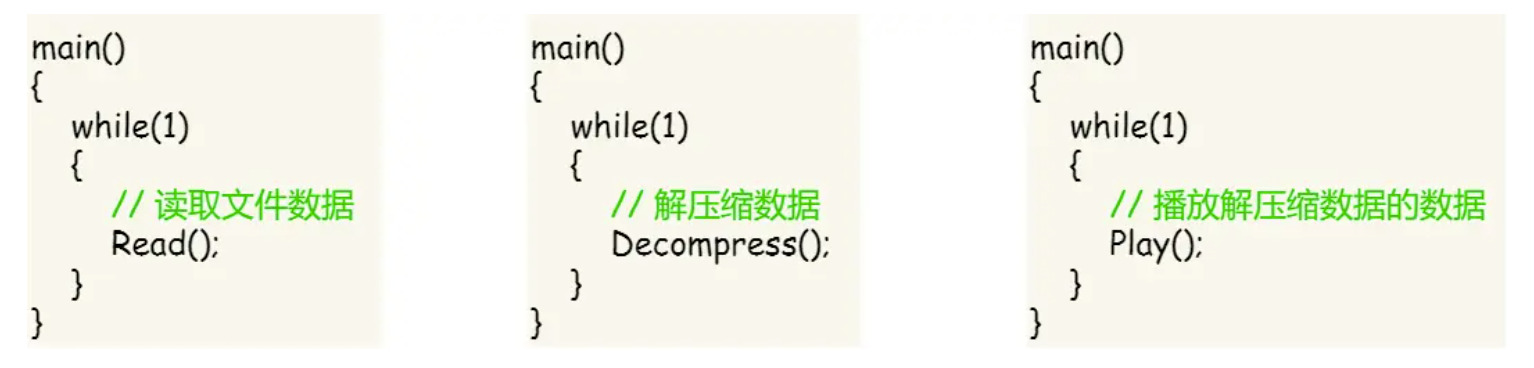 main()
{
while(1)
{
// 读取文件数据
Read();
}
}
main()
{
while(1)
{
// 解压缩数据
Decompress();
}
}
main()
{
while(1)
{
// 播放解压缩数据的数据
Play();
}
}